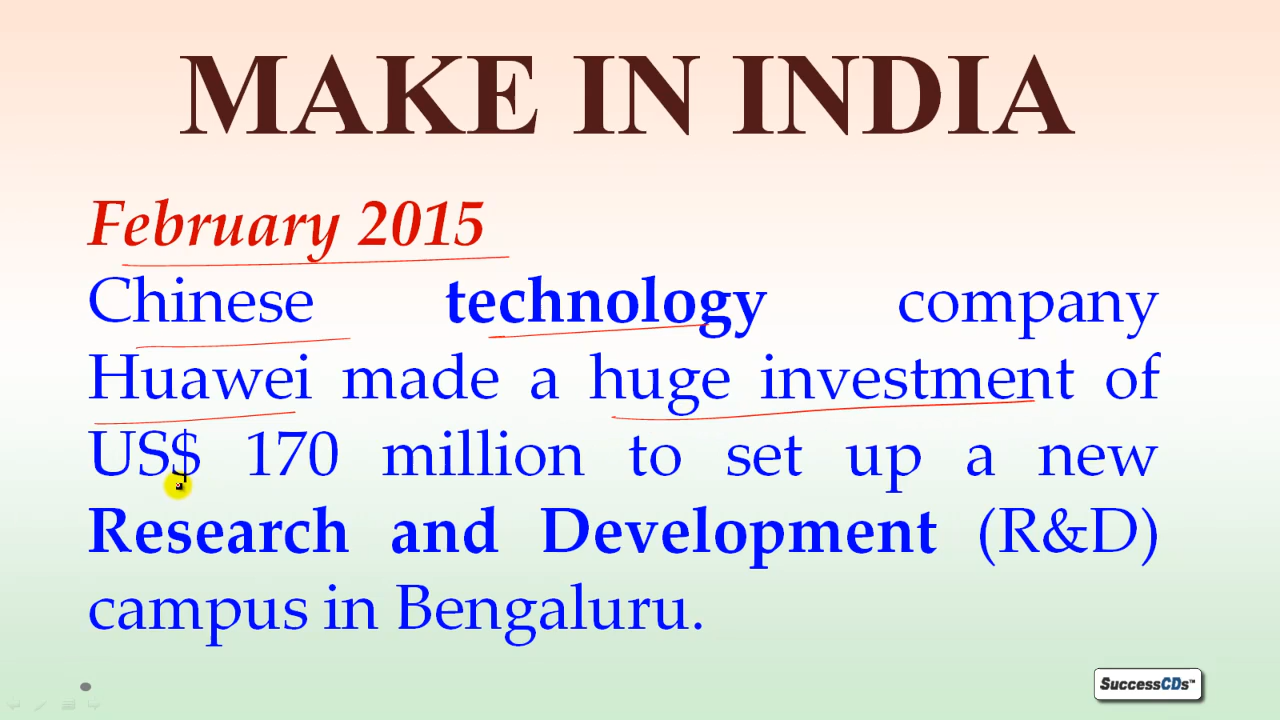 MAKE IN INDIA
February 2015
Chinese technology company
Huawei made a huge investment of
US$ 170 million to set up a new
Research and Development (R&D)
campus in Bengaluru.
SuccessCDs™